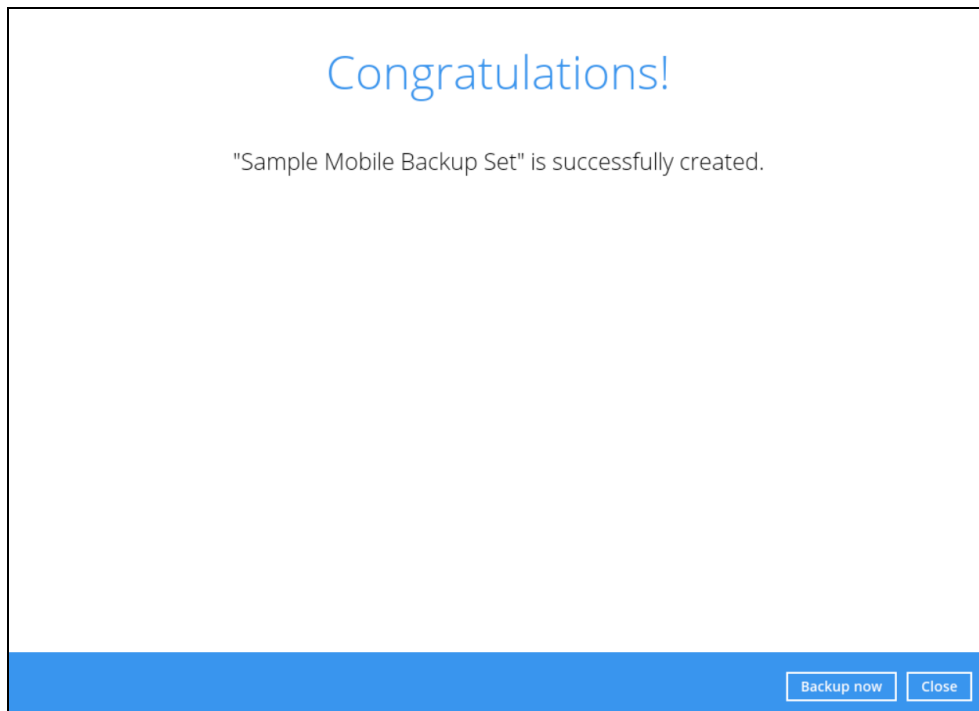 Congratulations!
"Sample Mobile Backup Set" is successfully created.
Backup now
Close